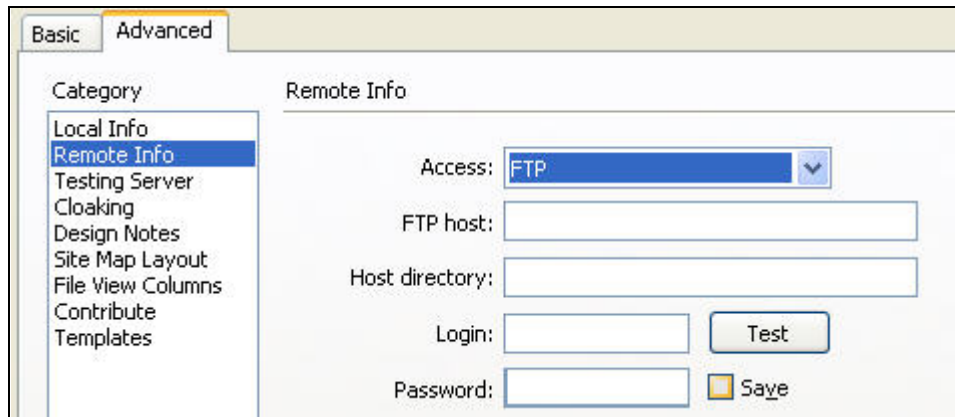 Basic Advanced
Category
Local Info
Remote Info
Testing Server
Cloaking
Design Notes
Site Map Layout
File View Columns
Contribute
Templates
Remote Info
Access: FTP
FTP host:
Host directory:
Login: Test
Password: Save